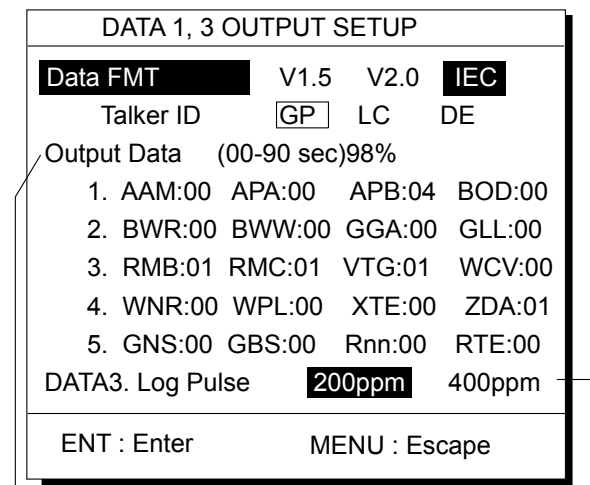 DATA 1, 3 OUTPUT SETUP
Data FMT V1.5 V2.0 IEC
Talker ID GP LC DE
Output Data (00-90 sec)98%
1. AAM:00 APA:00 APB:04 BOD:00
2. BWR:00 BWW:00 GGA:00 GLL:00
3. RMB:01 RMC:01 VTG:01 WCV:00
4. WNR:00 WPL:00 XTE:00 ZDA:01
5. GNS:00 GBS:00 Rnn:00 RTE:00
DATA3. Log Pulse 200ppm 400ppm
ENT : Enter MENU : Escape